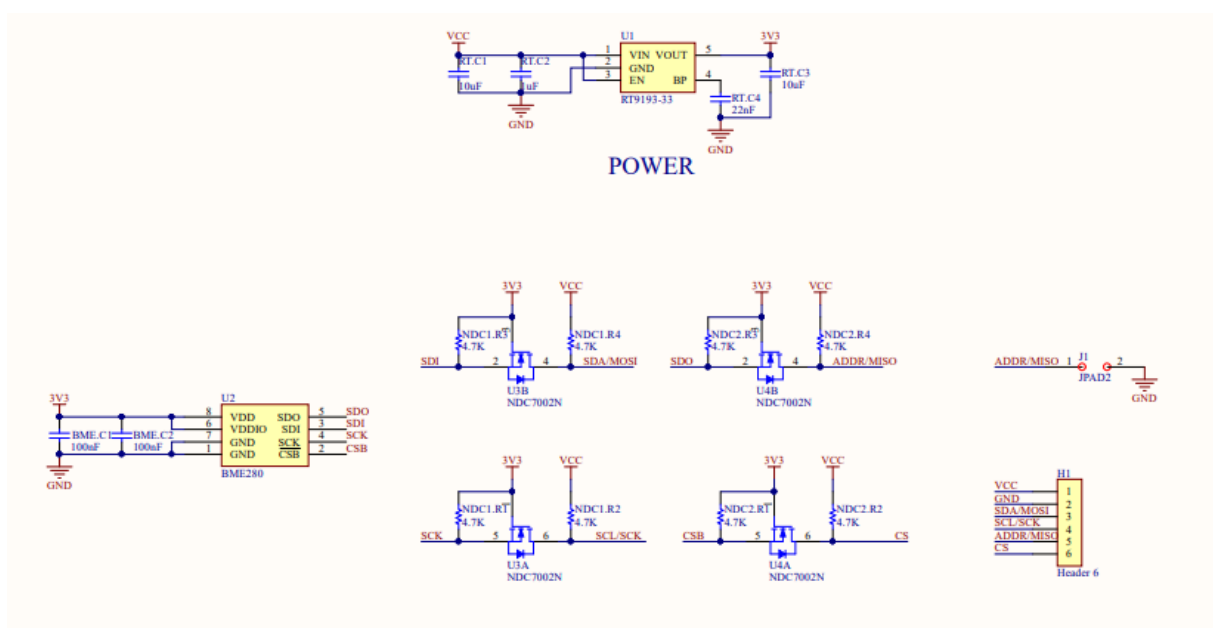 VCC
U1
3V3
RT.C1
RT.C2
1 VIN VOUT 5
2 GND
3 EN BP 4
RT.C3
10uF
10uF
1uF
RT9193-33
RT.C4
22nF
GND
GND
POWER
3V3
VCC
3V3
VCC
NDC1.R3
4.7K
3
NDC1.R4
4.7K
NDC2.R3
4.7K
3
NDC2.R4
4.7K
SDI 2 4 SDA/MOSI
SDO 2 4 ADDR/MISO
ADDR/MISO 1 J1 2
JPAD2
GND
U3B
NDC7002N
U4B
NDC7002N
3V3
U2
8 VDD SDO 5 SDO
6 VDDIO SDI 3 SDI
7 GND SCK 4 SCK
1 GND CSB 2 CSB
BME.C1
100nF
BME.C2
100nF
BME280
GND
3V3
VCC
3V3
VCC
NDC1.R1
4.7K
1
NDC1.R2
4.7K
NDC2.R1
4.7K
1
NDC2.R2
4.7K
SCK 5 6 SCL/SCK
CSB 5 6 CS
U3A
NDC7002N
U4A
NDC7002N
H1
VCC 1
GND 2
SDA/MOSI 3
SCL/SCK 4
ADDR/MISO 5
CS 6
Header 6